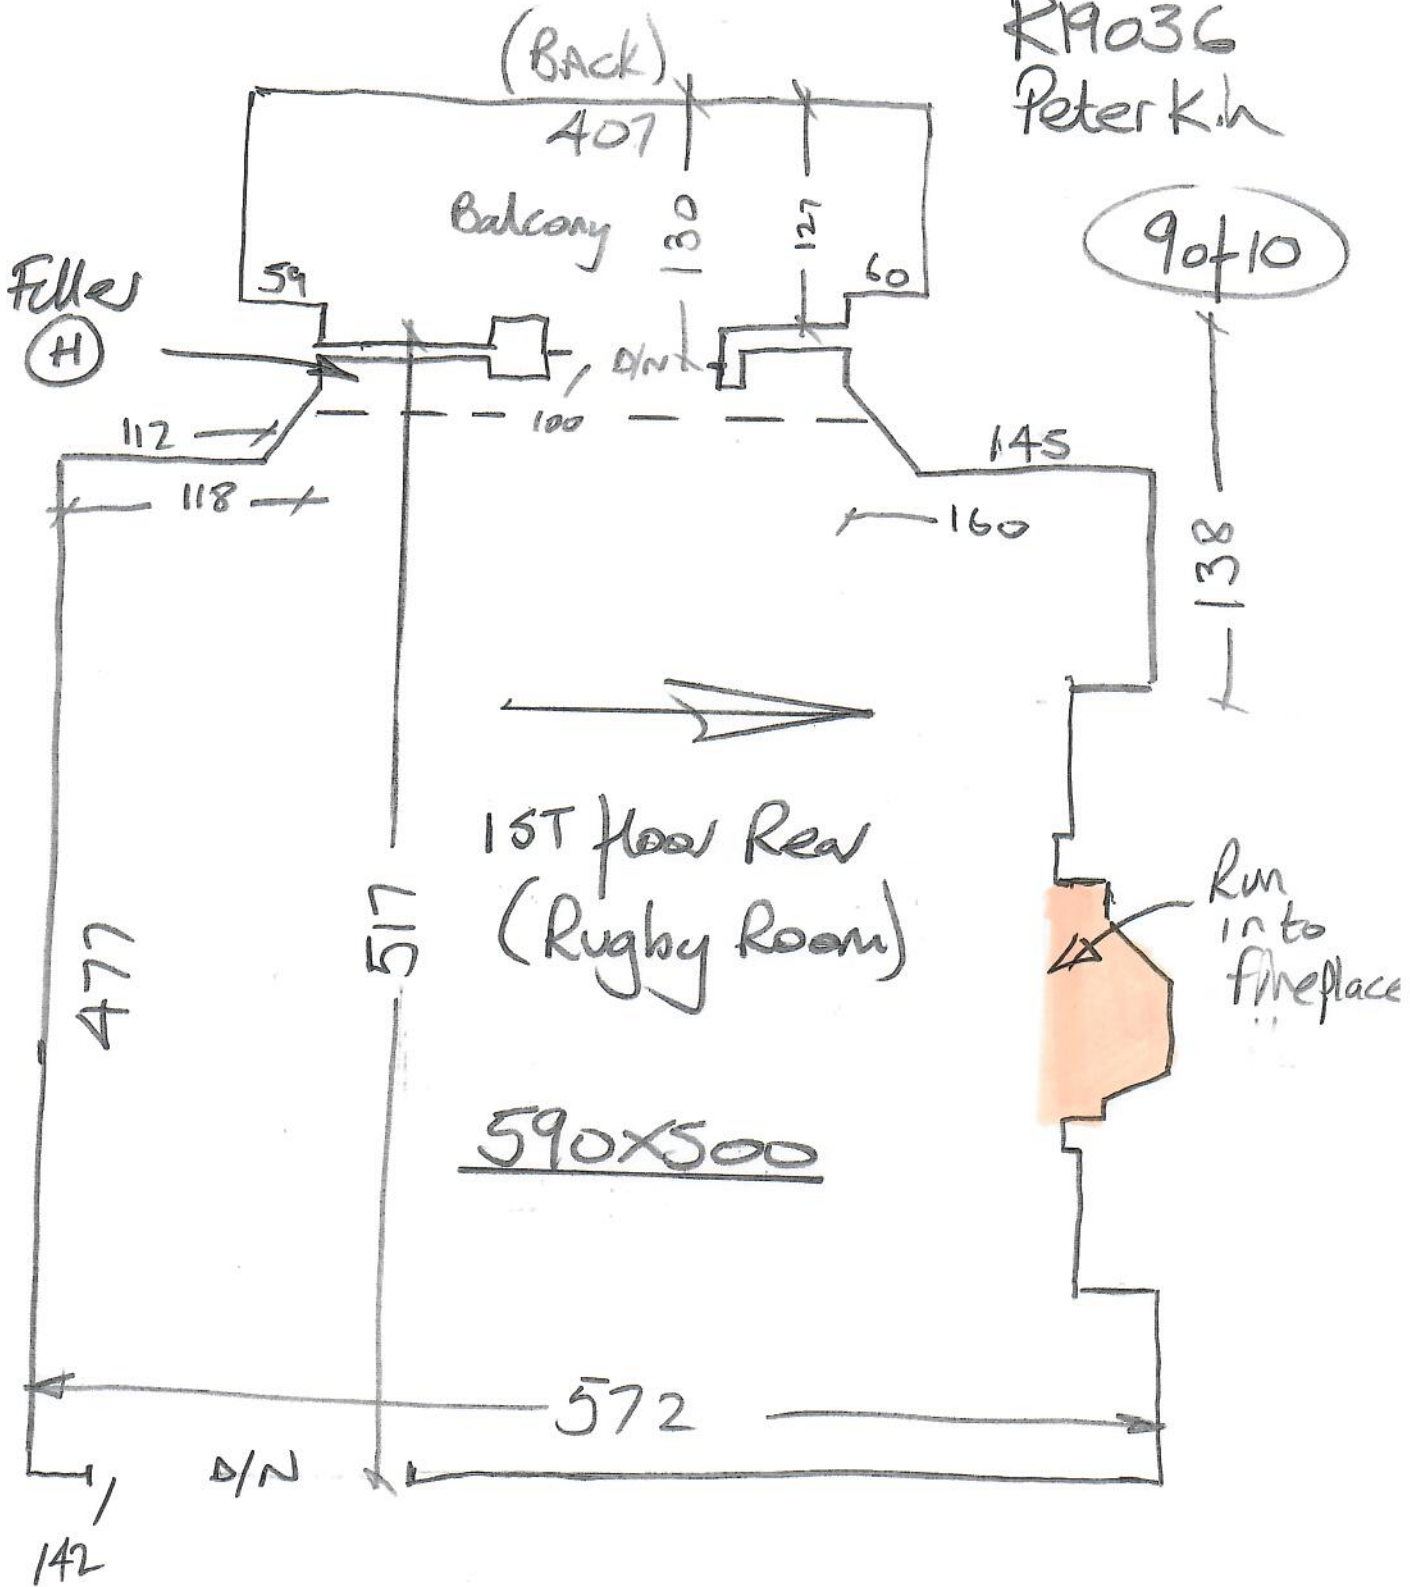 K19036
(BACK)
407
Balcony
130
127
9 of 10
Filler
(H)
59
60
D/N
100
112
118
145
160
138
1ST floor Rear
(Rugby Room)
477
517
Run
into
fireplace
590x500
572
D/N
142